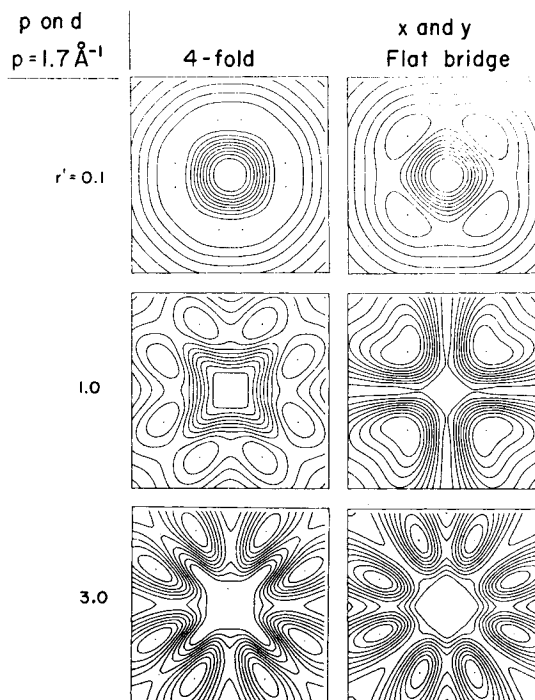 p on d
p = 1.7 Å⁻¹
4-fold
x and y
Flat bridge
r' = 0.1
1.0
3.0